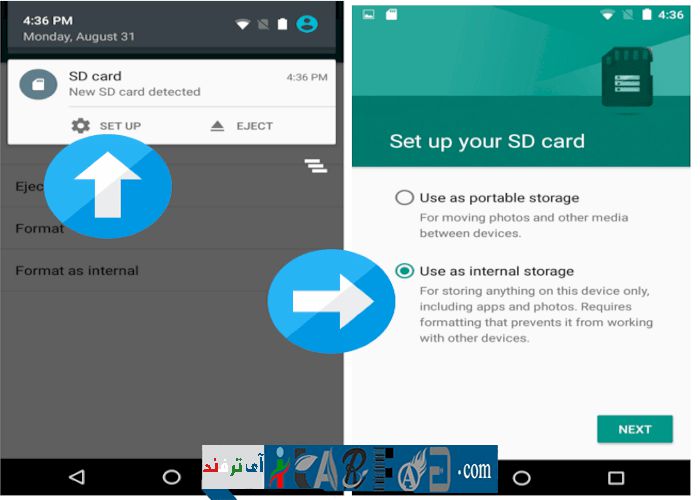 4:36 PM
Monday, August 31
SD card
4:36 PM
New SD card detected
SET UP
EJECT
Ejec
Format
Format as internal
4:36
Set up your SD card
Use as portable storage
For moving photos and other media
between devices.
Use as internal storage
For storing anything on this device only,
including apps and photos. Requires
formatting that prevents it from working
with other devices.
NEXT
آی ترفند
.com